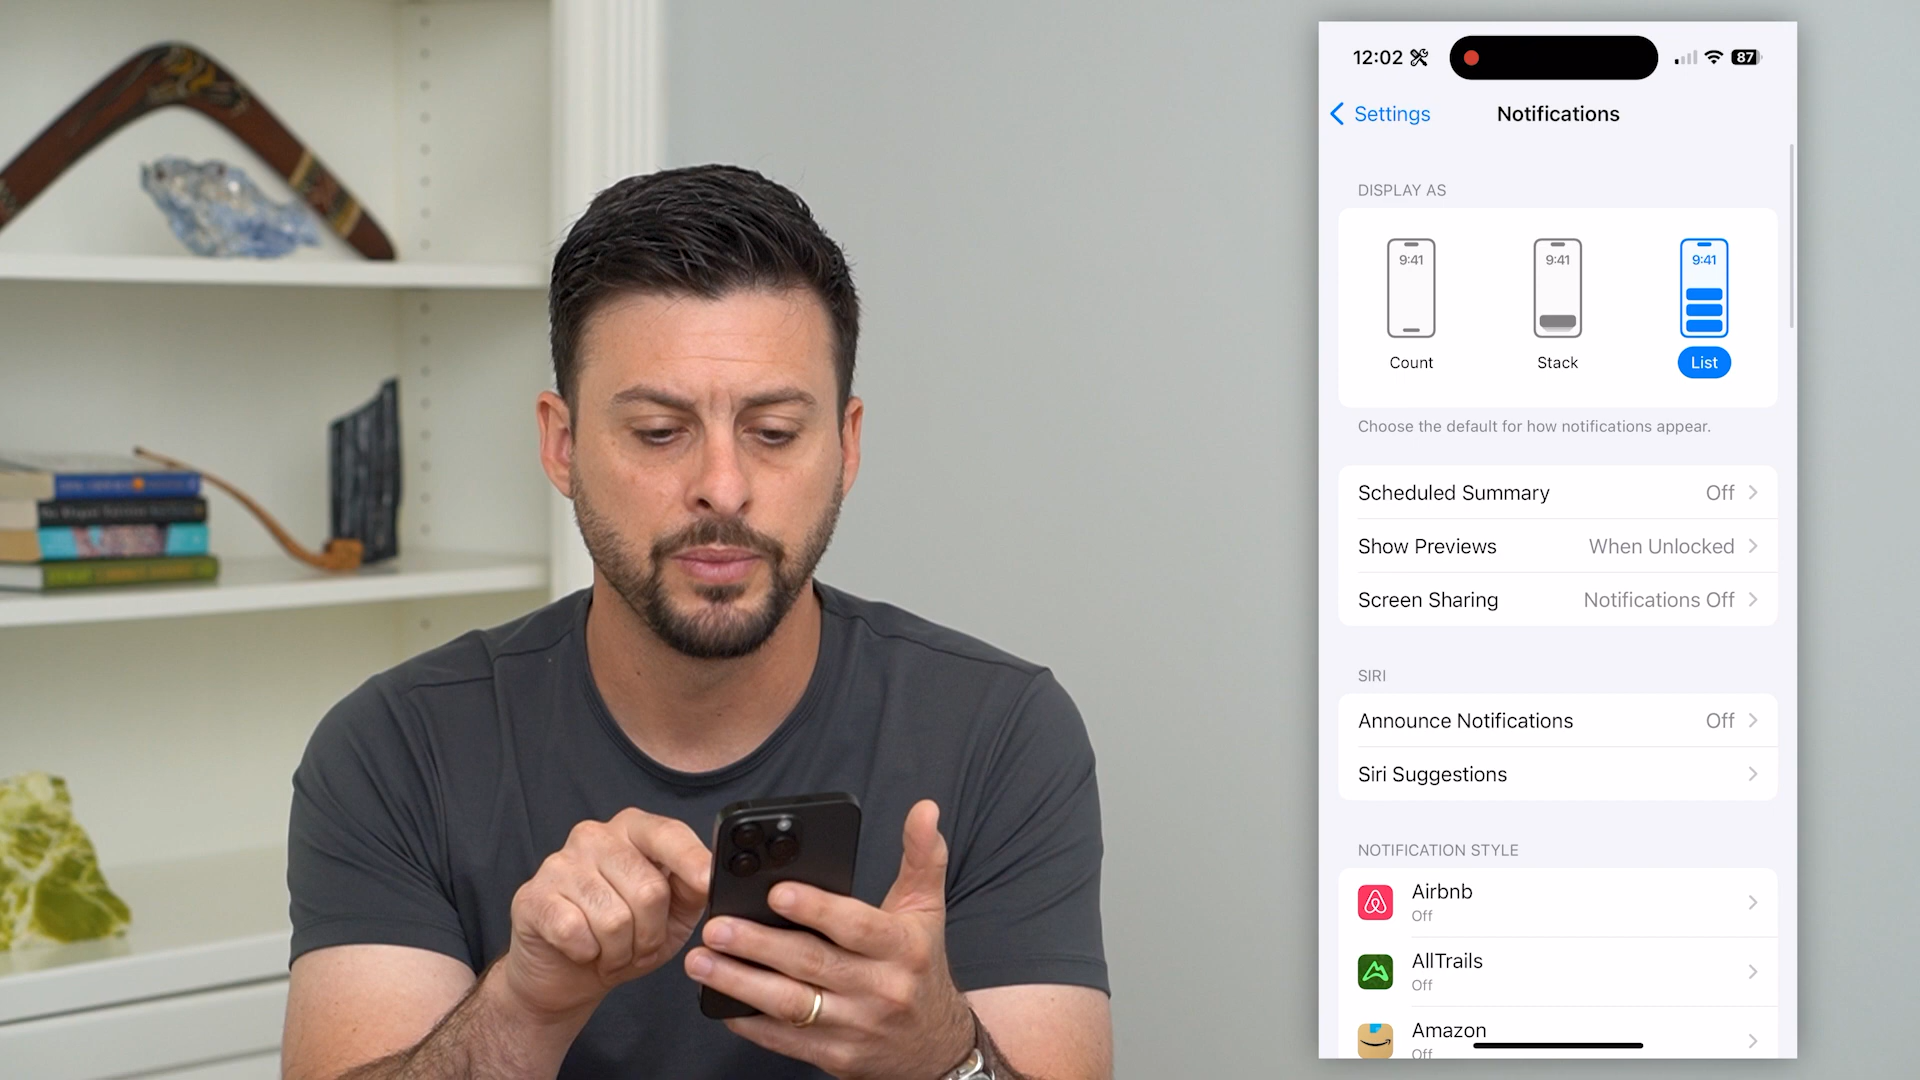 12:02
87
Settings
Notifications
DISPLAY AS
9:41 9:41 9:41
Count Stack List
Choose the default for how notifications appear.
Scheduled Summary Off
Show Previews When Unlocked
Screen Sharing Notifications Off
SIRI
Announce Notifications Off
Siri Suggestions
NOTIFICATION STYLE
Airbnb
Off
AllTrails
Off
Amazon
Off